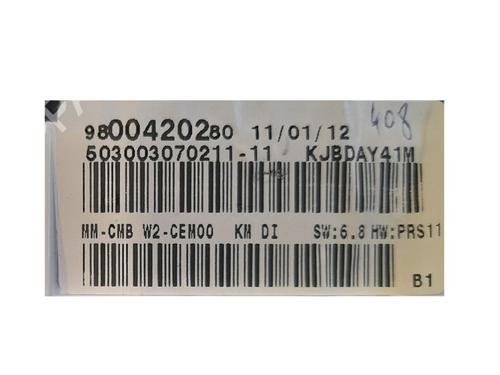 408
9800420280 11/01/12
503003070211-11 KJBDAY41M
MM-CMB W2-CEM00 KM DI SW:6.8 HW:PRS11
B1